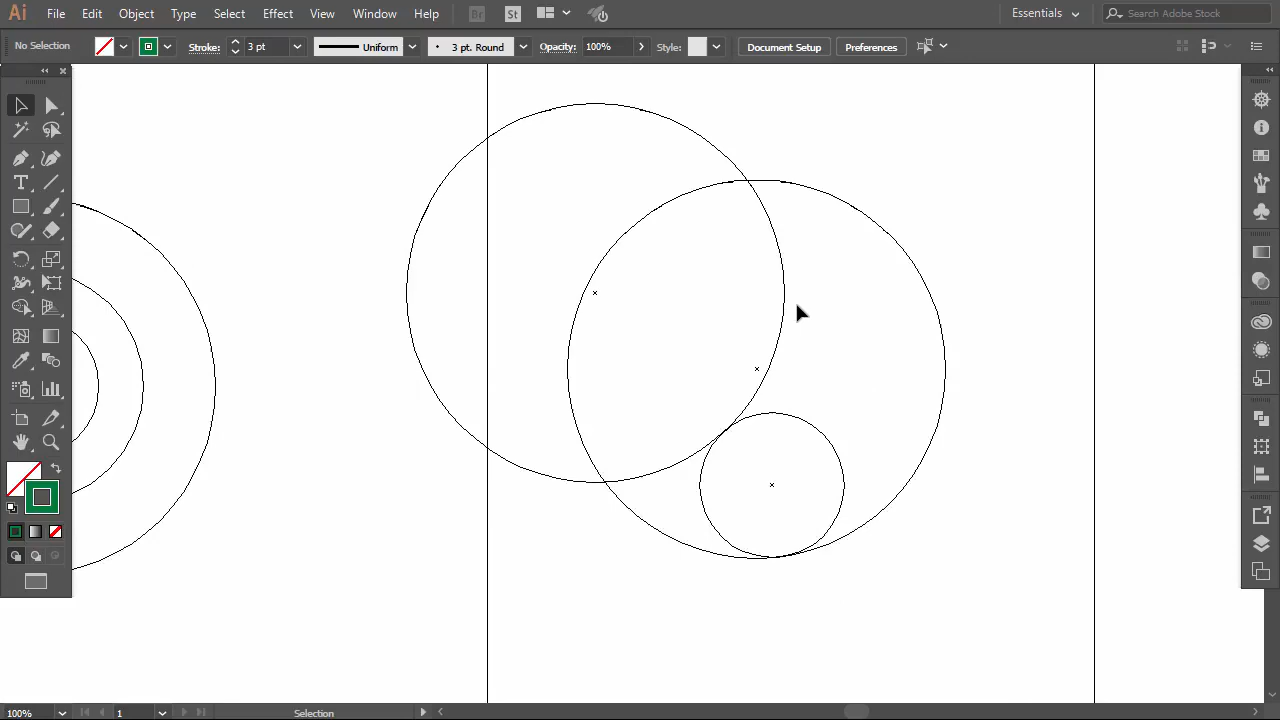 Ai File Edit Object Type Select Effect View Window Help Br St Essentials Search Adobe Stock
No Selection Stroke: 3 pt Uniform 3 pt. Round Opacity: 100% Style: Document Setup Preferences
100% 1 Selection